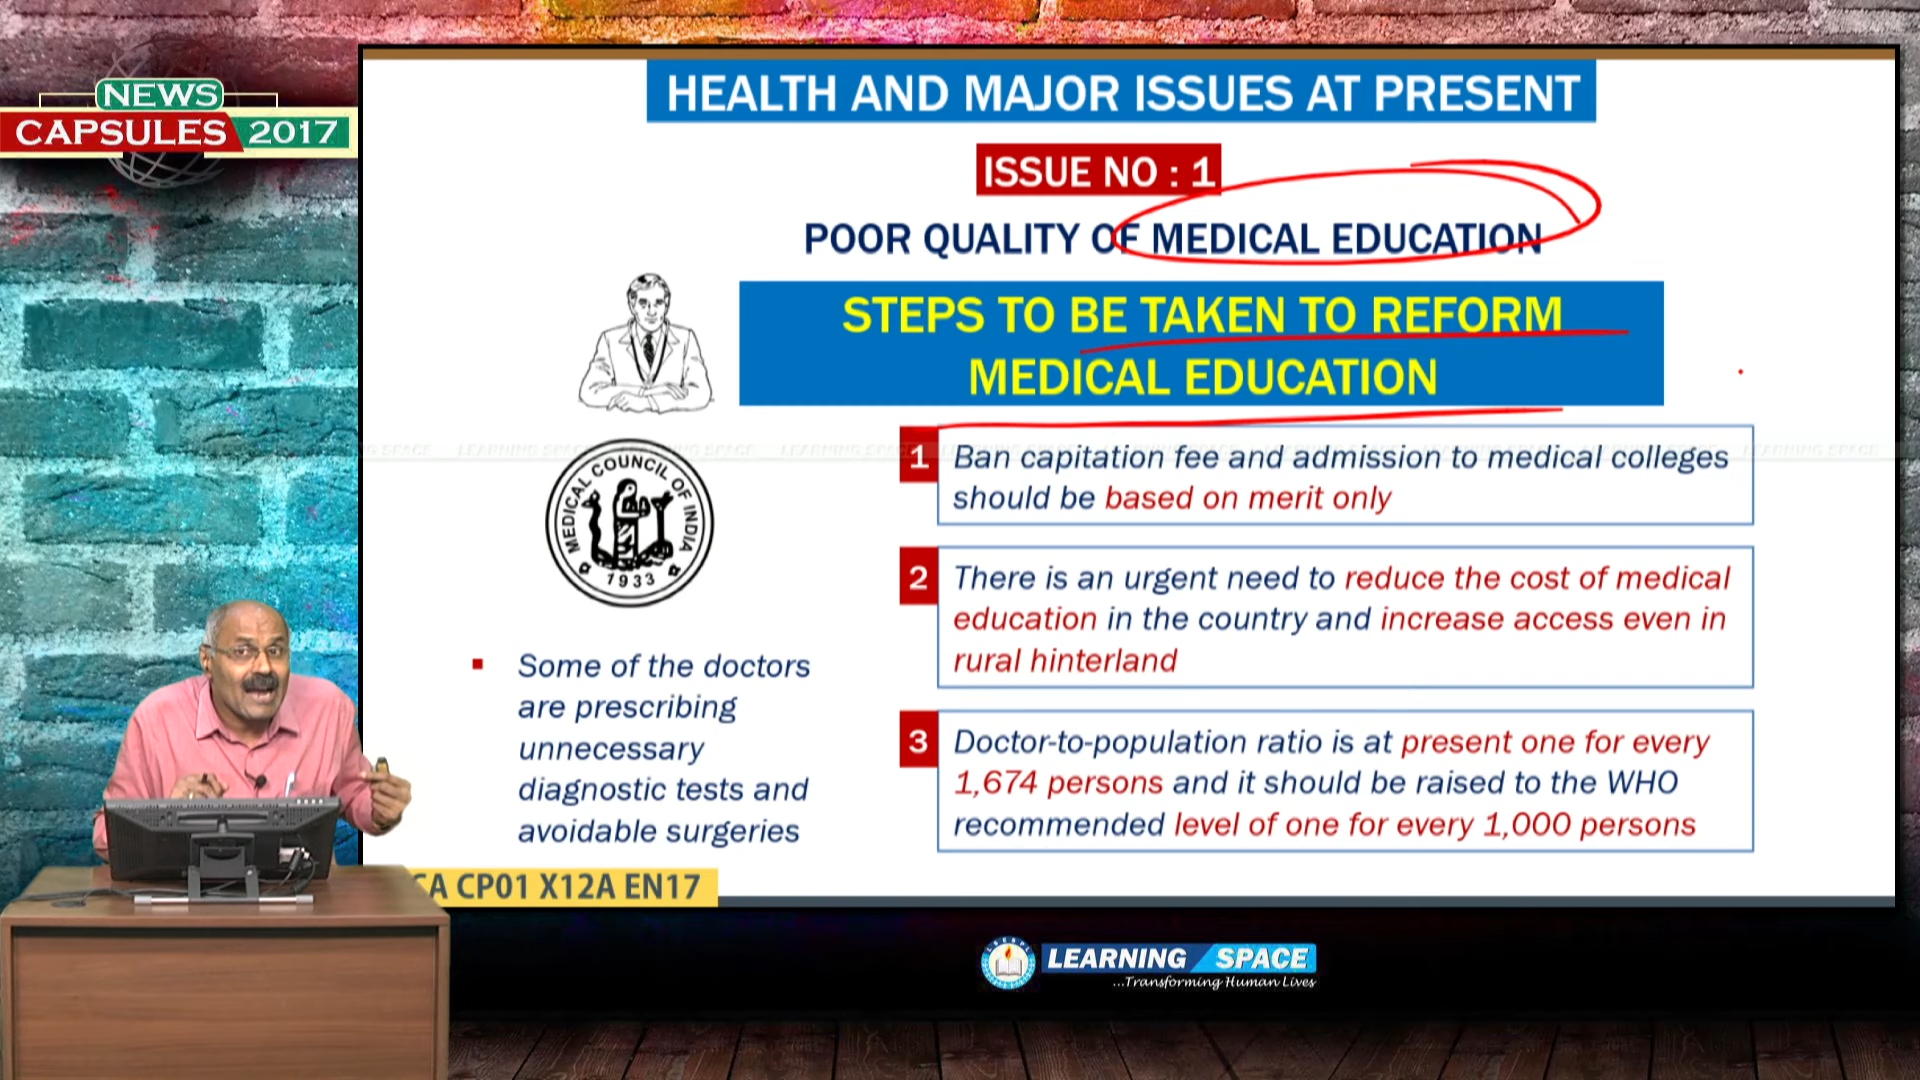 NEWS
CAPSULES 2017
HEALTH AND MAJOR ISSUES AT PRESENT
ISSUE NO : 1
POOR QUALITY OF MEDICAL EDUCATION
STEPS TO BE TAKEN TO REFORM
MEDICAL EDUCATION
MEDICAL COUNCIL OF INDIA
1933
Some of the doctors
are prescribing
unnecessary
diagnostic tests and
avoidable surgeries
1 Ban capitation fee and admission to medical colleges
should be based on merit only
2 There is an urgent need to reduce the cost of medical
education in the country and increase access even in
rural hinterland
3 Doctor-to-population ratio is at present one for every
1,674 persons and it should be raised to the WHO
recommended level of one for every 1,000 persons
LEARNING SPACE
CA CP01 X12A EN17
LEARNING SPACE
...Transforming Human Lives